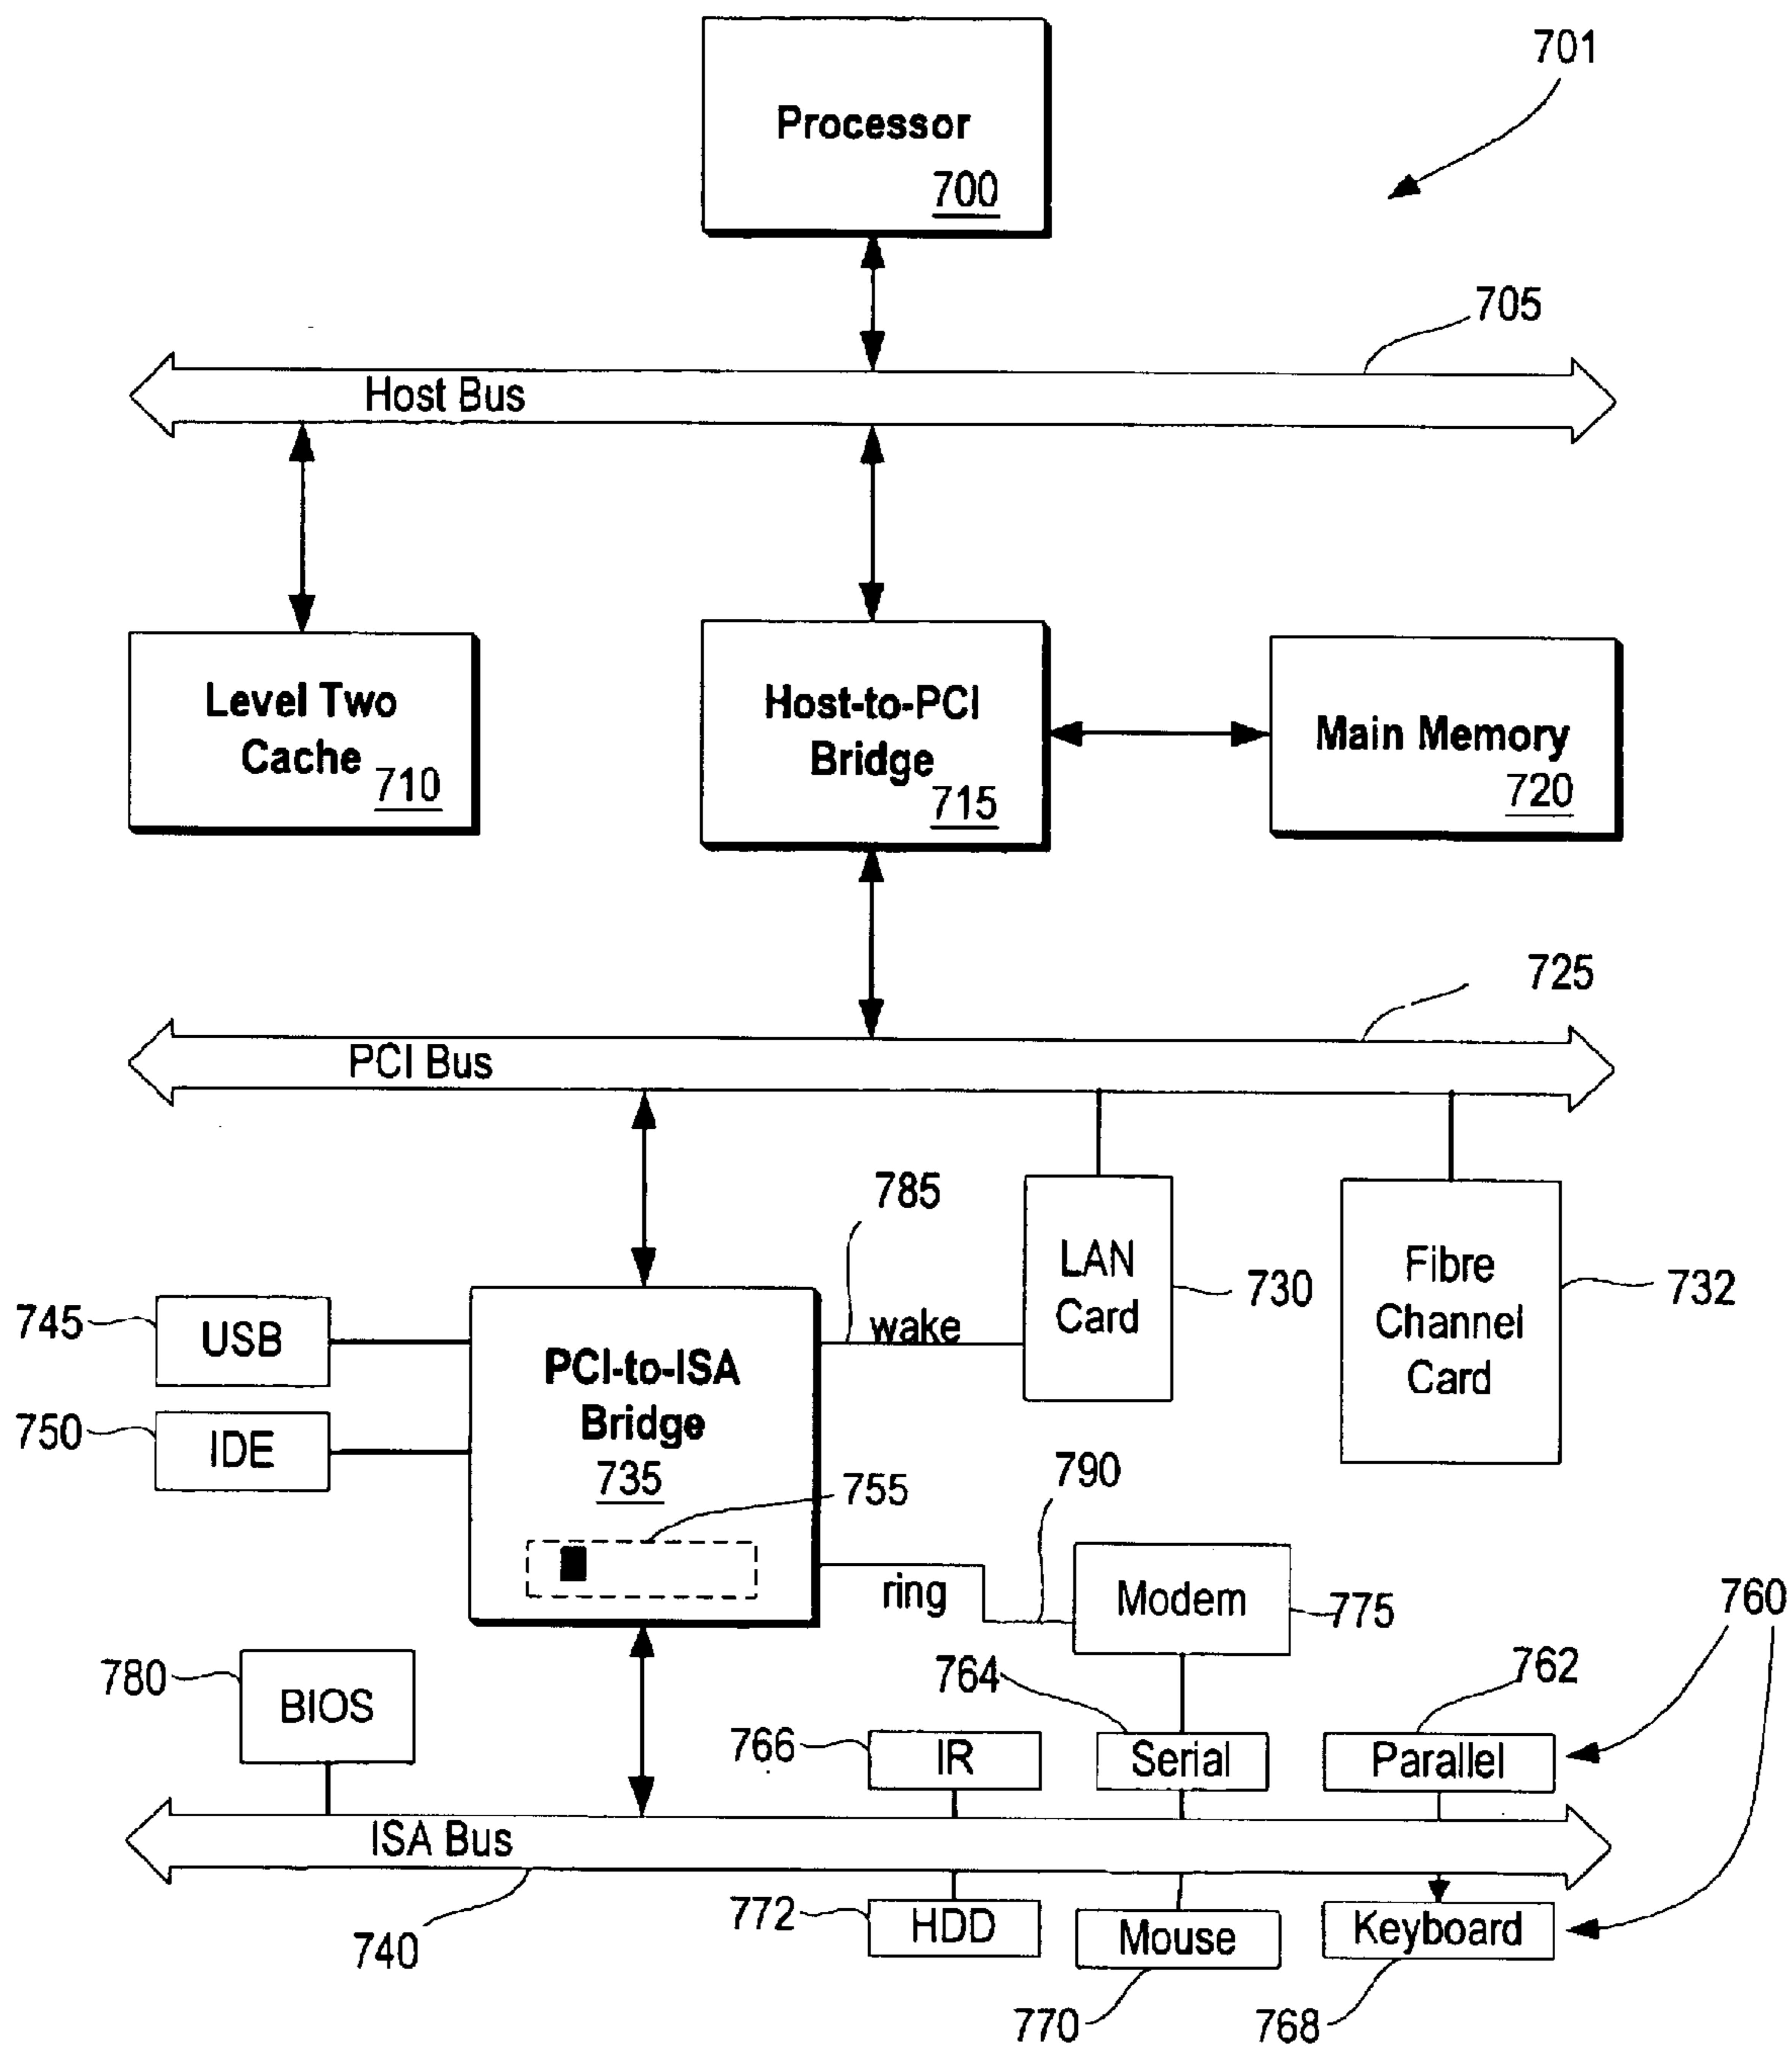 701
Processor
700
705
Host Bus
Level Two
Cache
710
Host-to-PCI
Bridge
715
Main Memory
720
725
PCI Bus
785
LAN
Card
730
Fibre
Channel
Card
732
745
USB
wake
PCI-to-ISA
Bridge
735
750
IDE
755
790
ring
Modem
775
760
780
BIOS
764
762
766
IR
Serial
Parallel
ISA Bus
740
772
HDD
Mouse
Keyboard
770
768